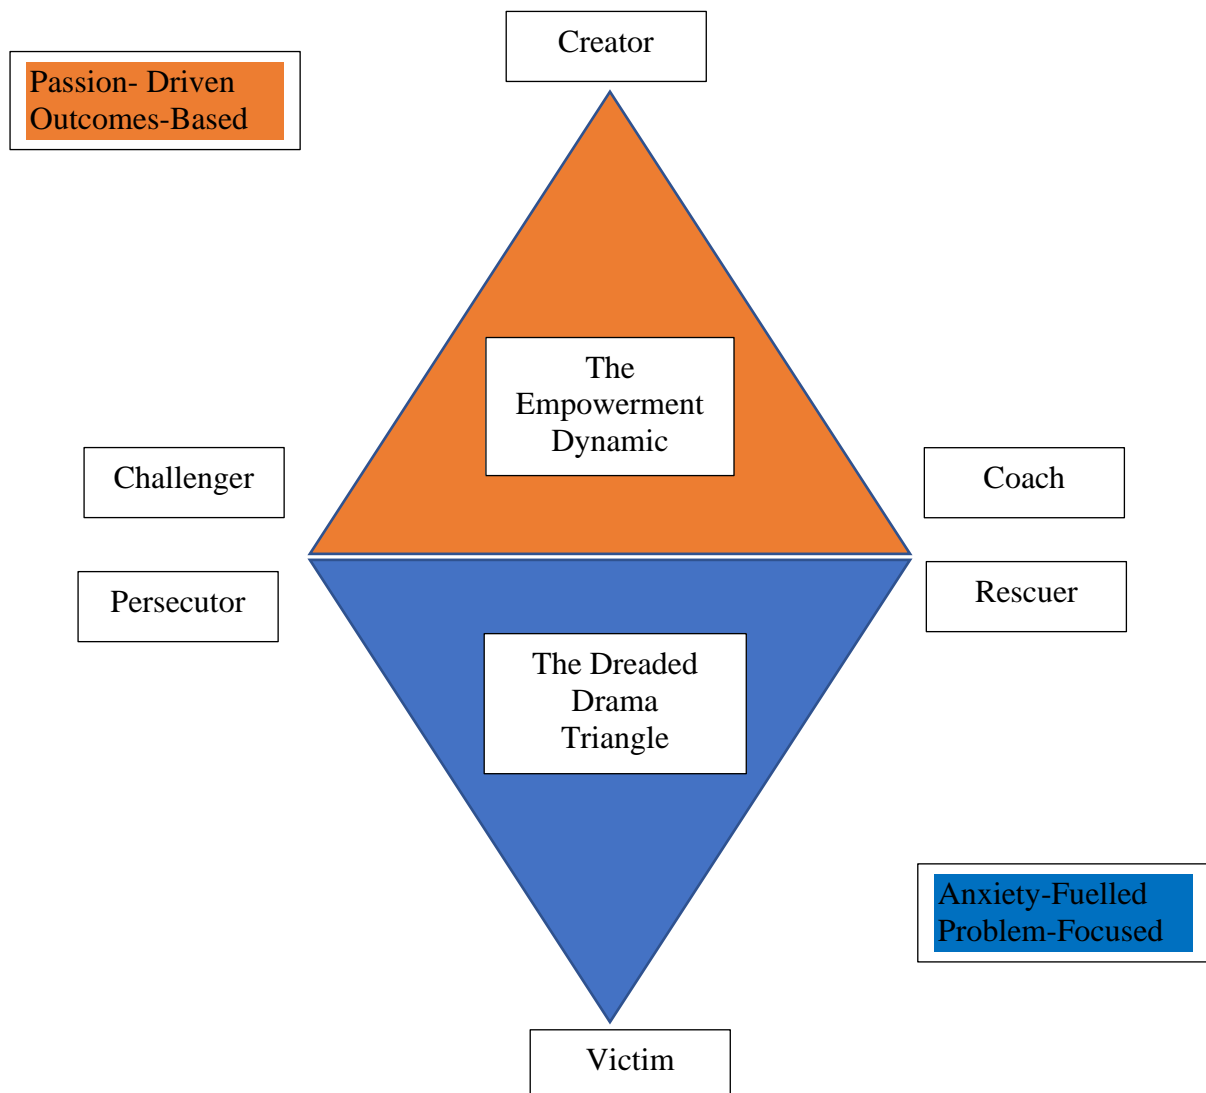 Creator
Passion- Driven
Outcomes-Based
The
Empowerment
Dynamic
Challenger
Coach
Persecutor
Rescuer
The Dreaded
Drama
Triangle
Anxiety-Fuelled
Problem-Focused
Victim